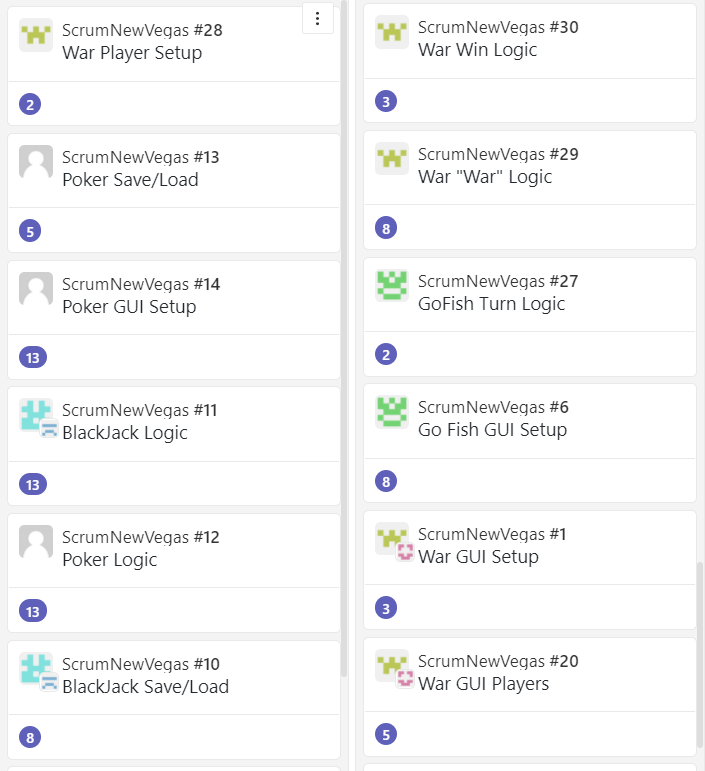 ScrumNewVegas #28
War Player Setup
2
ScrumNewVegas #13
Poker Save/Load
5
ScrumNewVegas #14
Poker GUI Setup
13
ScrumNewVegas #11
BlackJack Logic
13
ScrumNewVegas #12
Poker Logic
13
ScrumNewVegas #10
BlackJack Save/Load
8
ScrumNewVegas #30
War Win Logic
3
ScrumNewVegas #29
War "War" Logic
8
ScrumNewVegas #27
GoFish Turn Logic
2
ScrumNewVegas #6
Go Fish GUI Setup
8
ScrumNewVegas #1
War GUI Setup
3
ScrumNewVegas #20
War GUI Players
5